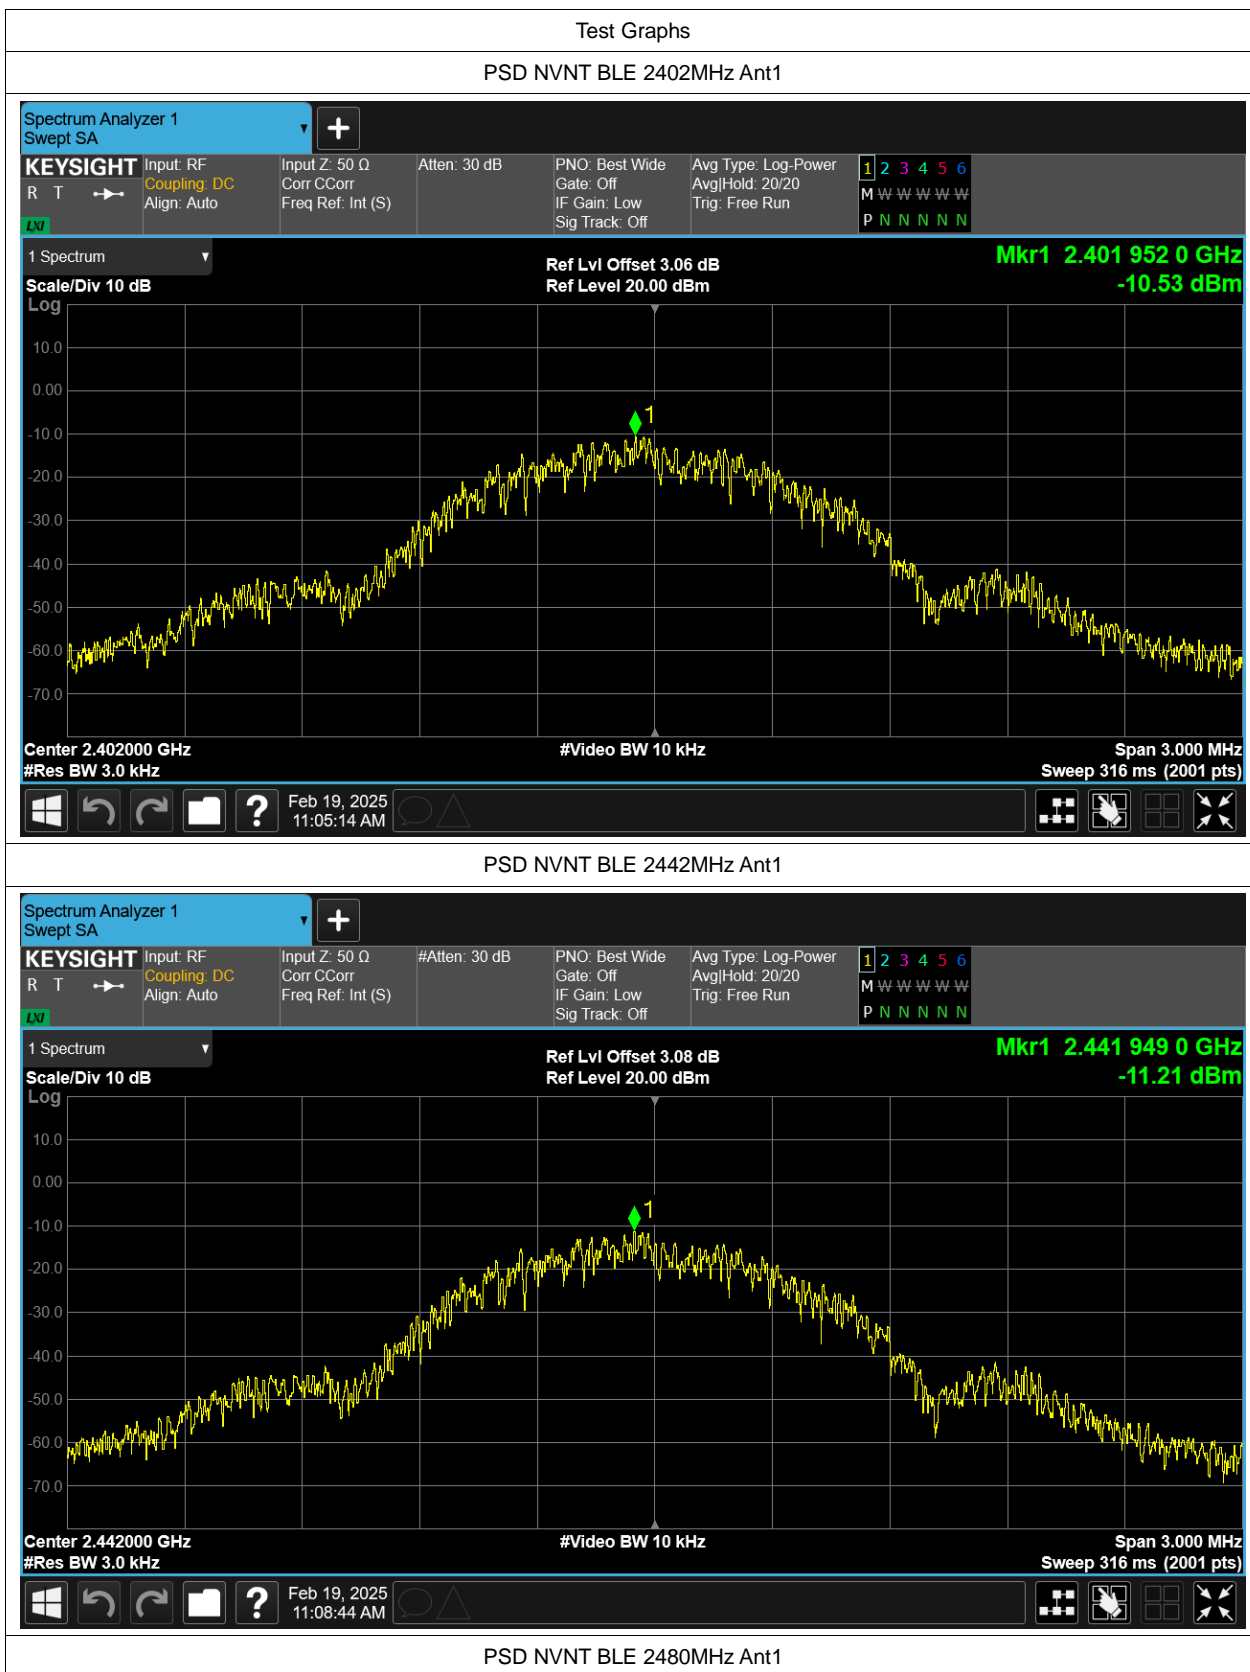 Test Graphs
PSD NVNT BLE 2402MHz Ant1
Spectrum Analyzer 1
Swept SA
KEYSIGHT
R T
LXI
Input: RF
Coupling: DC
Align: Auto
Input Z: 50 Ω
Corr CCorr
Freq Ref: Int (S)
Atten: 30 dB
PNO: Best Wide
Gate: Off
IF Gain: Low
Sig Track: Off
Avg Type: Log-Power
Avg|Hold: 20/20
Trig: Free Run
1 2 3 4 5 6
M W W W W W
P N N N N N
1 Spectrum
Scale/Div 10 dB
Log
Ref Lvl Offset 3.06 dB
Ref Level 20.00 dBm
Mkr1 2.401 952 0 GHz
-10.53 dBm
10.0
0.00
-10.0
-20.0
-30.0
-40.0
-50.0
-60.0
-70.0
1
Center 2.402000 GHz
#Res BW 3.0 kHz
#Video BW 10 kHz
Span 3.000 MHz
Sweep 316 ms (2001 pts)
?
Feb 19, 2025
11:05:14 AM
PSD NVNT BLE 2442MHz Ant1
Spectrum Analyzer 1
Swept SA
KEYSIGHT
R T
LXI
Input: RF
Coupling: DC
Align: Auto
Input Z: 50 Ω
Corr CCorr
Freq Ref: Int (S)
#Atten: 30 dB
PNO: Best Wide
Gate: Off
IF Gain: Low
Sig Track: Off
Avg Type: Log-Power
Avg|Hold: 20/20
Trig: Free Run
1 2 3 4 5 6
M W W W W W
P N N N N N
1 Spectrum
Scale/Div 10 dB
Log
Ref Lvl Offset 3.08 dB
Ref Level 20.00 dBm
Mkr1 2.441 949 0 GHz
-11.21 dBm
10.0
0.00
-10.0
-20.0
-30.0
-40.0
-50.0
-60.0
-70.0
1
Center 2.442000 GHz
#Res BW 3.0 kHz
#Video BW 10 kHz
Span 3.000 MHz
Sweep 316 ms (2001 pts)
?
Feb 19, 2025
11:08:44 AM
PSD NVNT BLE 2480MHz Ant1